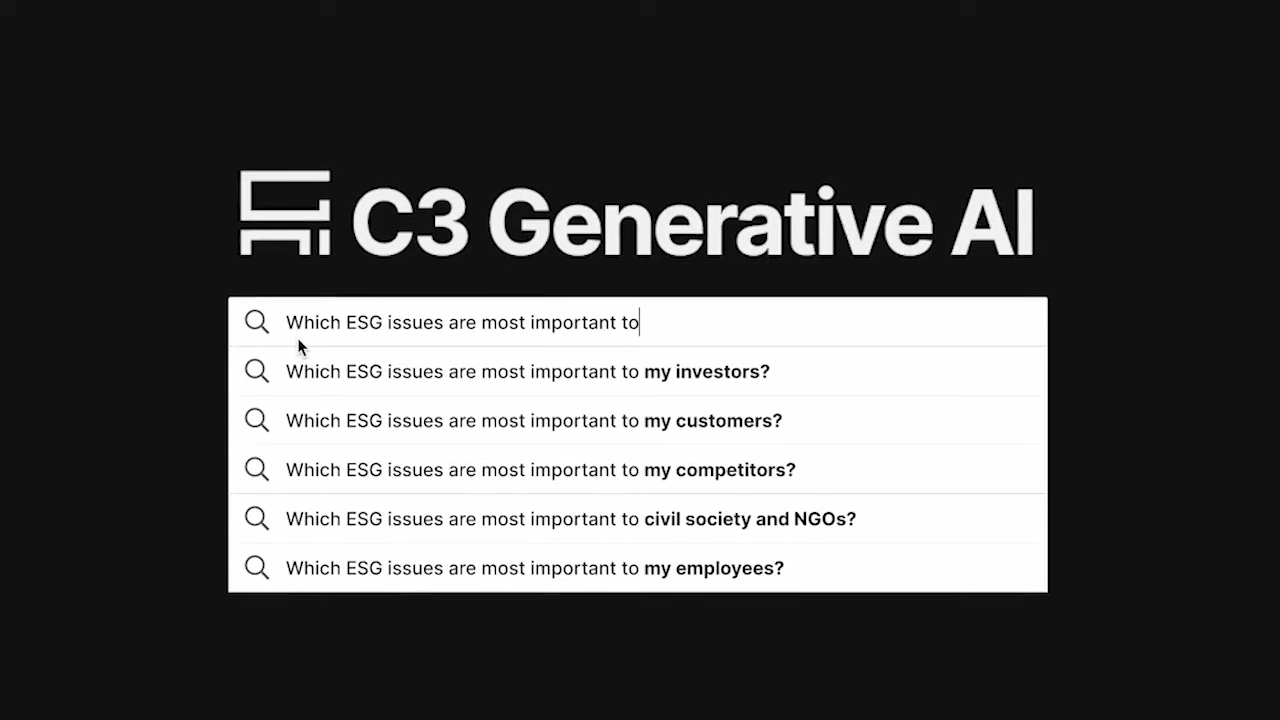 C3 Generative AI
Which ESG issues are most important to
Which ESG issues are most important to my investors?
Which ESG issues are most important to my customers?
Which ESG issues are most important to my competitors?
Which ESG issues are most important to civil society and NGOs?
Which ESG issues are most important to my employees?